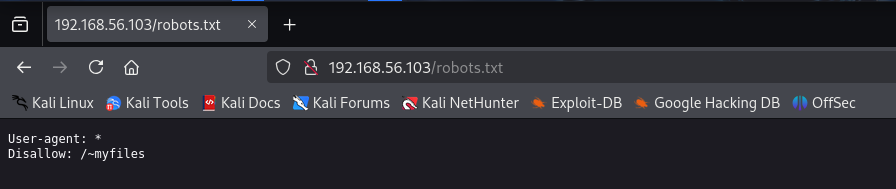 192.168.56.103/robots.txt
192.168.56.103/robots.txt
Kali Linux Kali Tools Kali Docs Kali Forums Kali NetHunter Exploit-DB Google Hacking DB OffSec
User-agent: *
Disallow: /~myfiles